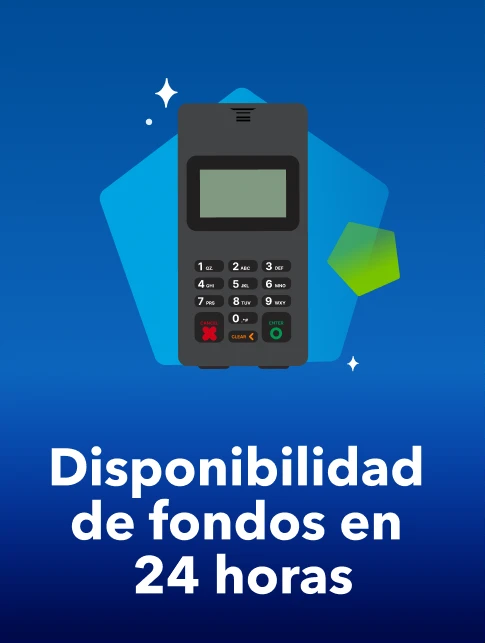 1 QZ. 2 ABC 3 DEF
4 GHI 5 JKL 6 MNO
7 PRS 8 TUV 9 WXY
0
CANCEL ENTER
CLEAR
Disponibilidad
de fondos en
24 horas